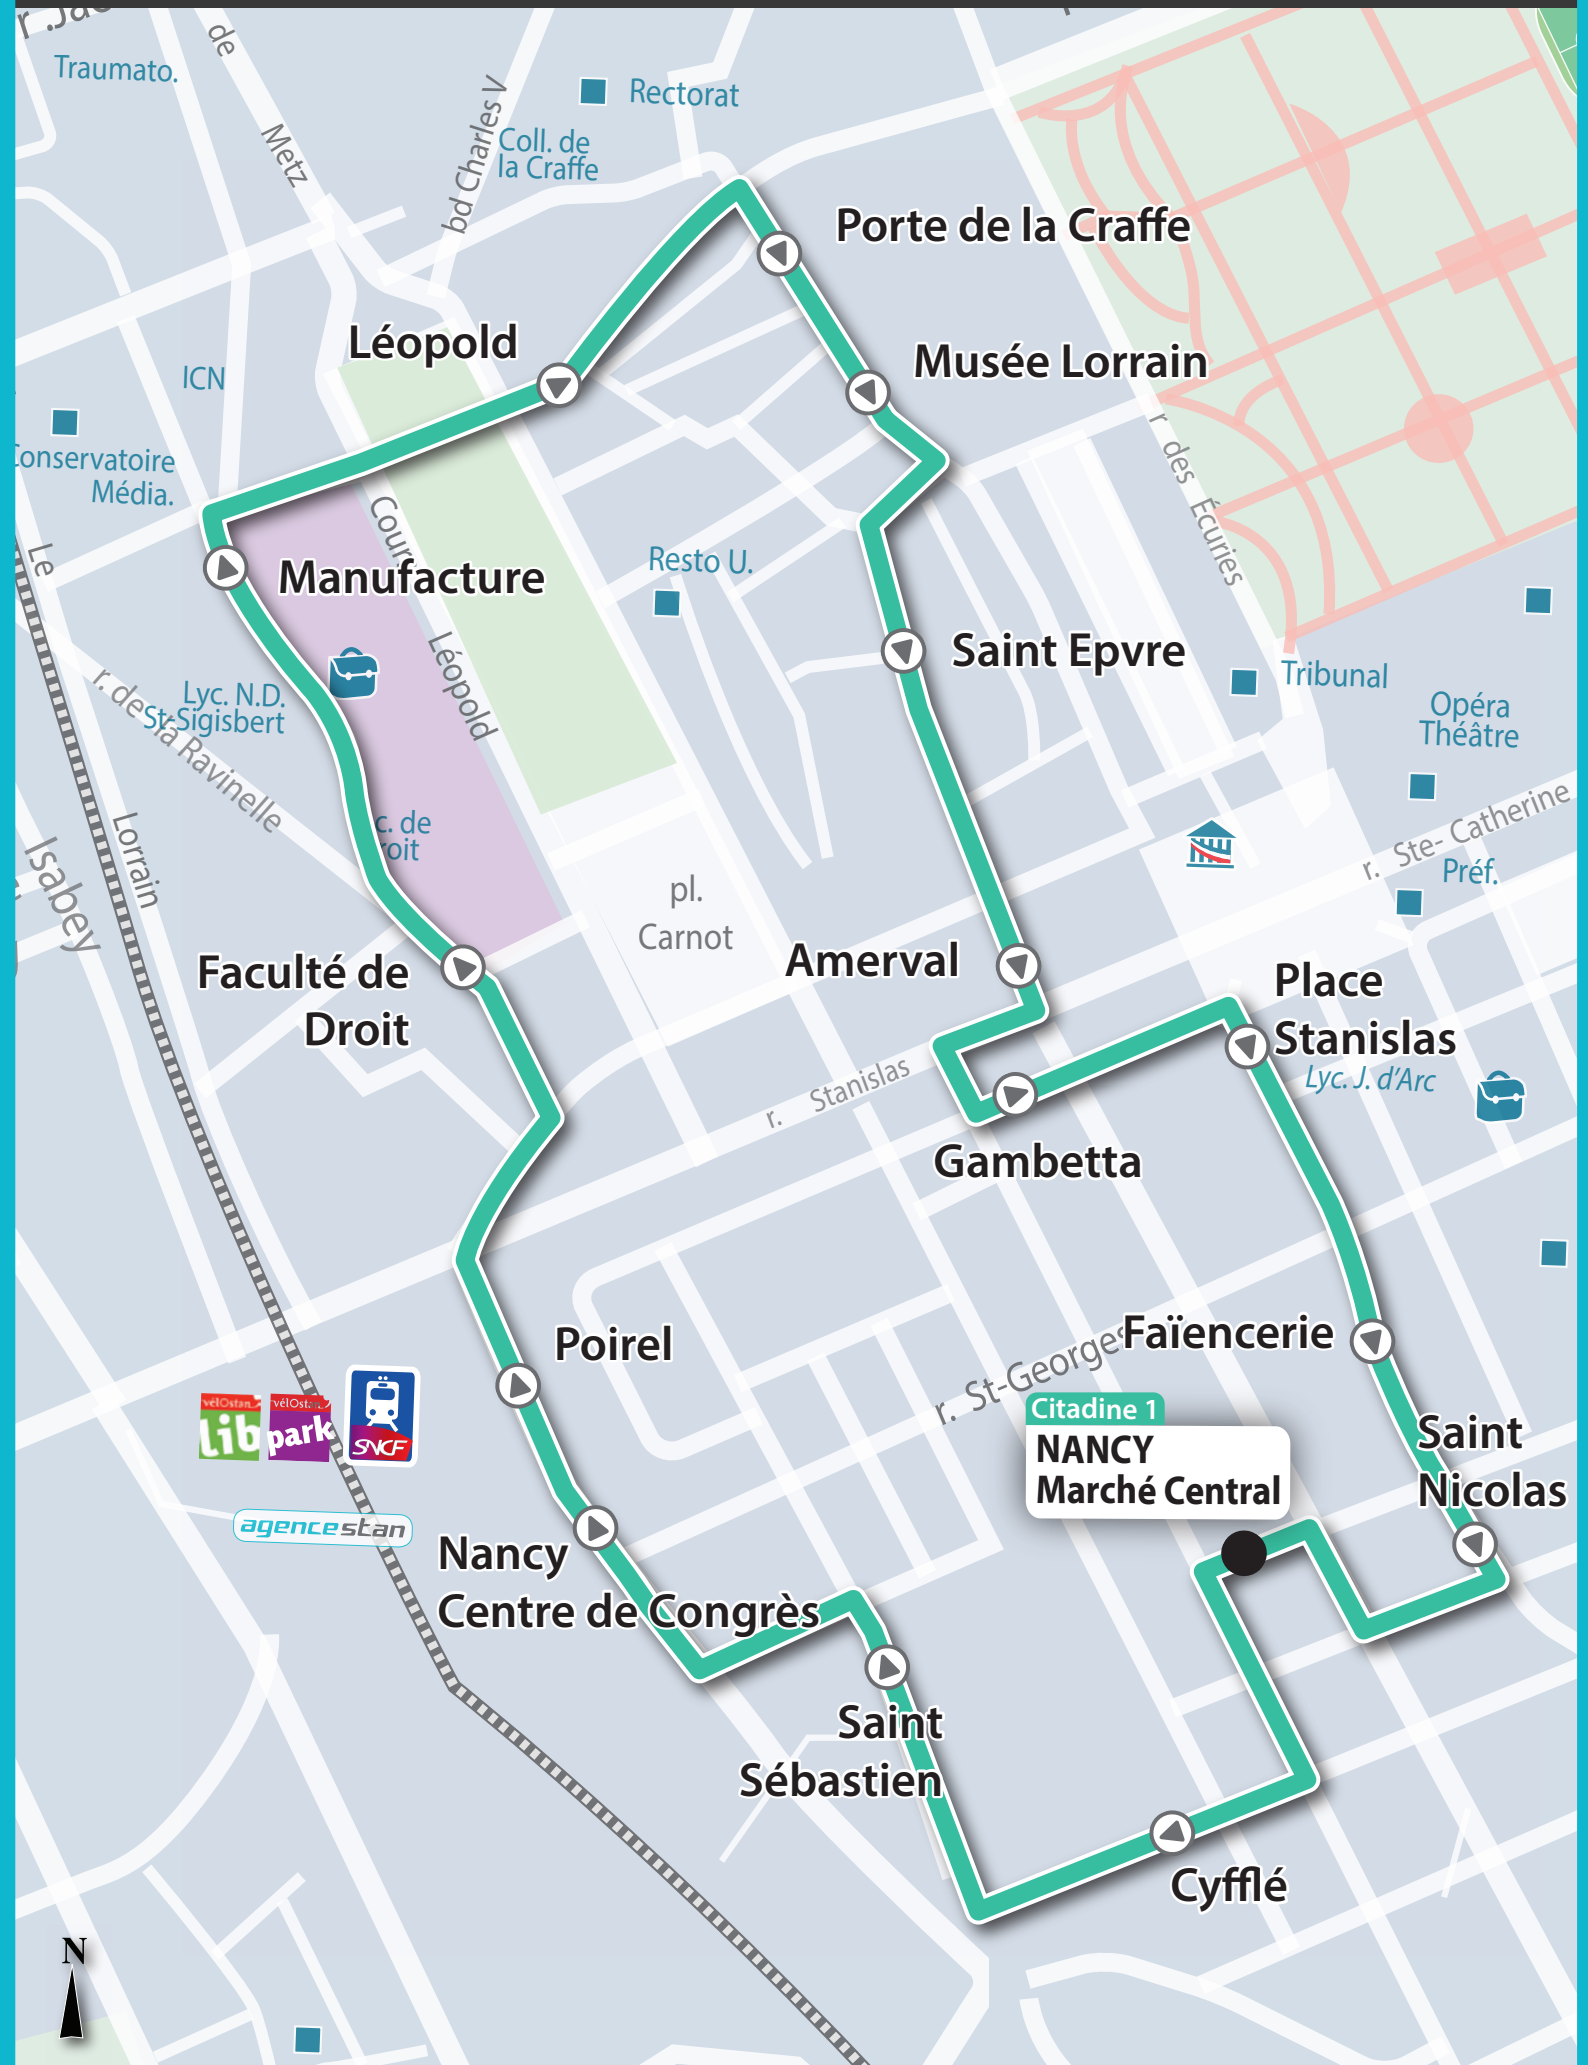 de
Traumato.
Metz
bd Charles V
Rectorat
Coll. de
la Craffe
Porte de la Craffe
Léopold
Musée Lorrain
ICN
Conservatoire
Média.
r des Écuries
Cours
Léopold
Le
Lorrain
Manufacture
Resto U.
Saint Epvre
Tribunal
Opéra
Théâtre
Lyc. N.D.
St-Sigisbert
r. de la Ravinelle
r. Ste- Catherine
Préf.
Isabey
pl.
Carnot
Amerval
Faculté de
Droit
Place
Stanislas
Lyc. J. d'Arc
r. Stanislas
Gambetta
Poirel
Faïencerie
r. St-Georges
vélOstan
lib
vélOstan
park
SNCF
Citadine 1
NANCY
Marché Central
Saint
Nicolas
agencestan
Nancy
Centre de Congrès
Saint
Sébastien
Cyfflé
N